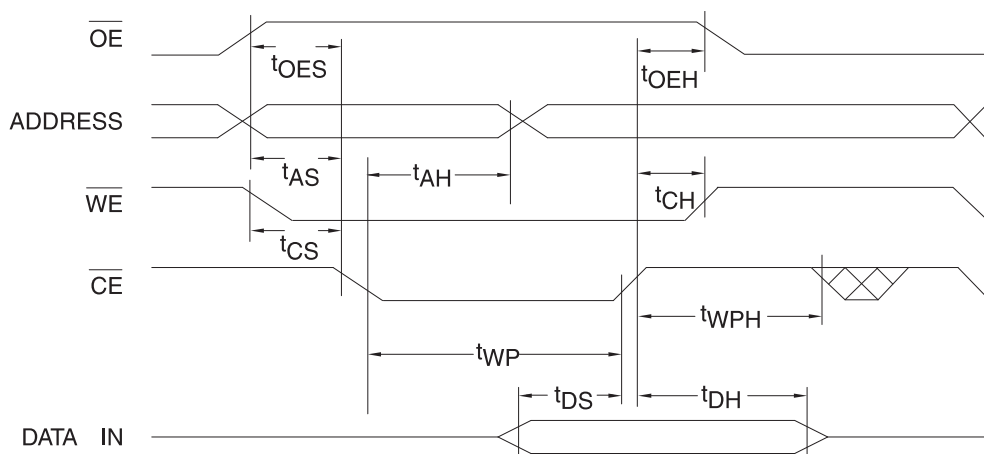 OE
tOES
tOEH
ADDRESS
tAS
tAH
WE
tCH
tCS
CE
tWPH
tWP
tDS
tDH
DATA IN